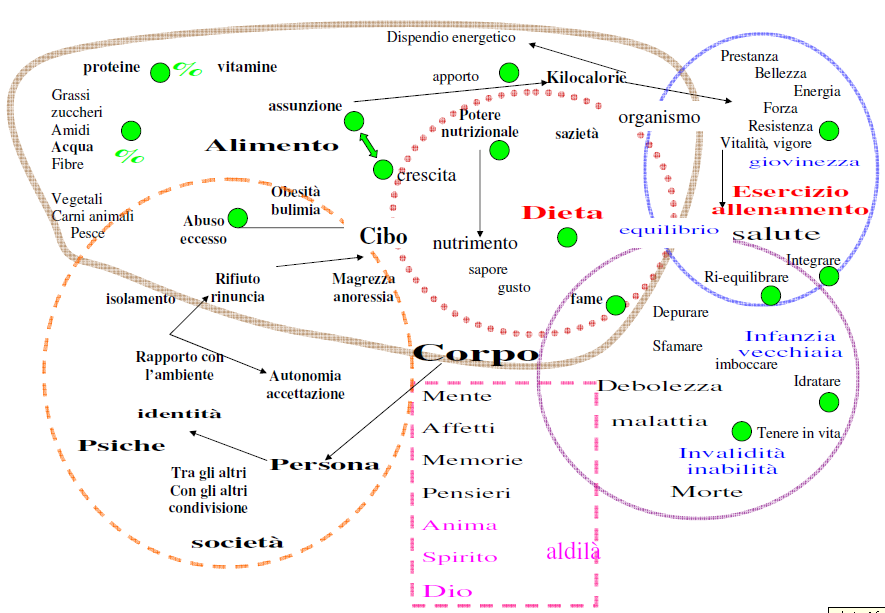 Dispendio energetico
proteine
%
vitamine
apporto
Kilocalorie
Prestanza
Bellezza
Energia
Forza
Resistenza
Vitalità, vigore
giovinezza
Grassi
zuccheri
Amidi
Acqua
Fibre
%
assunzione
Alimento
Potere
nutrizionale
sazietà
organismo
crescita
Esercizio
allenamento
Vegetali
Carni animali
Pesce
Obesità
bulimia
Abuso
eccesso
Cibo
Dieta
nutrimento
equilibrio
salute
sapore
gusto
Integrare
Ri-equilibrare
isolamento
Rifiuto
rinuncia
Magrezza
anoressia
fame
Depurare
Sfamare
Infanzia
vecchiaia
imboccare
Corpo
Rapporto con
l’ambiente
Autonomia
accettazione
Idratare
Debolezza
malattia
Tenere in vita
Invalidità
inabilità
Morte
identità
Psiche
Persona
Tra gli altri
Con gli altri
condivisione
società
Mente
Affetti
Memorie
Pensieri
Anima
Spirito
aldilà
Dio